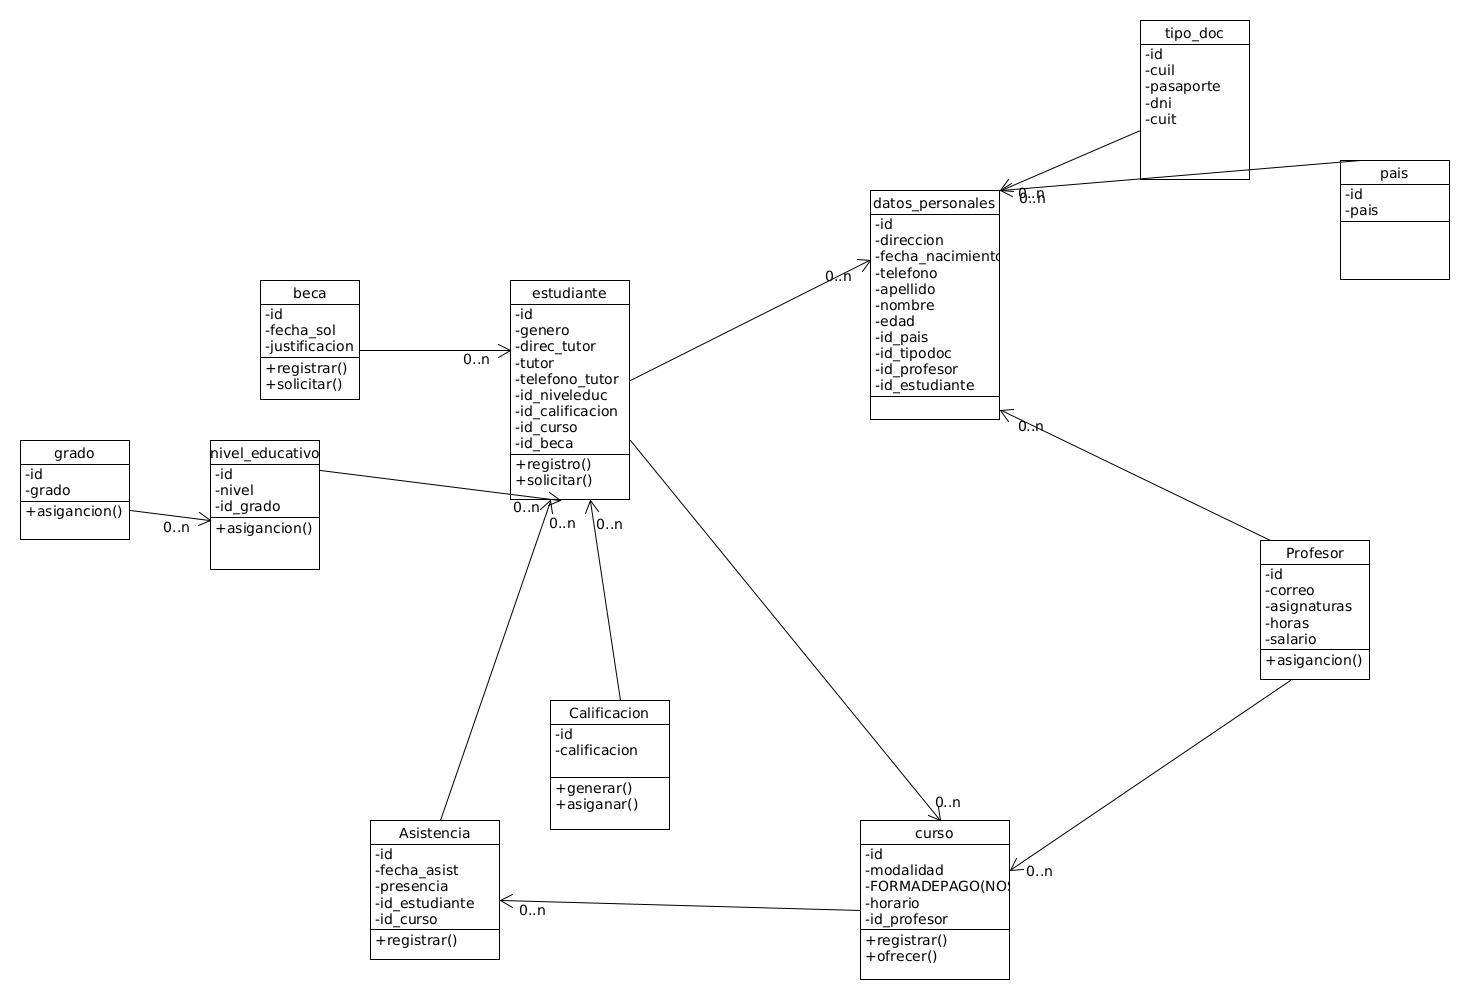 tipo_doc
-id
-cuil
-pasaporte
-dni
-cuit
pais
-id
-pais
0..n
0..n
datos_personales
-id
-direccion
-fecha_nacimiento
-telefono
-apellido
-nombre
-edad
-id_pais
-id_tipodoc
-id_profesor
-id_estudiante
0..n
0..n
beca
-id
-fecha_sol
-justificacion
+registrar()
+solicitar()
0..n
estudiante
-id
-genero
-direc_tutor
-tutor
-telefono_tutor
-id_niveleduc
-id_calificacion
-id_curso
-id_beca
+registro()
+solicitar()
grado
-id
-grado
+asigancion()
0..n
nivel_educativo
-id
-nivel
-id_grado
+asigancion()
0..n
0..n
0..n
Profesor
-id
-correo
-asignaturas
-horas
-salario
+asigancion()
Calificacion
-id
-calificacion
+generar()
+asiganar()
Asistencia
-id
-fecha_asist
-presencia
-id_estudiante
-id_curso
+registrar()
0..n
0..n
curso
-id
-modalidad
-FORMADEPAGO(NOS
-horario
-id_profesor
+registrar()
+ofrecer()
0..n